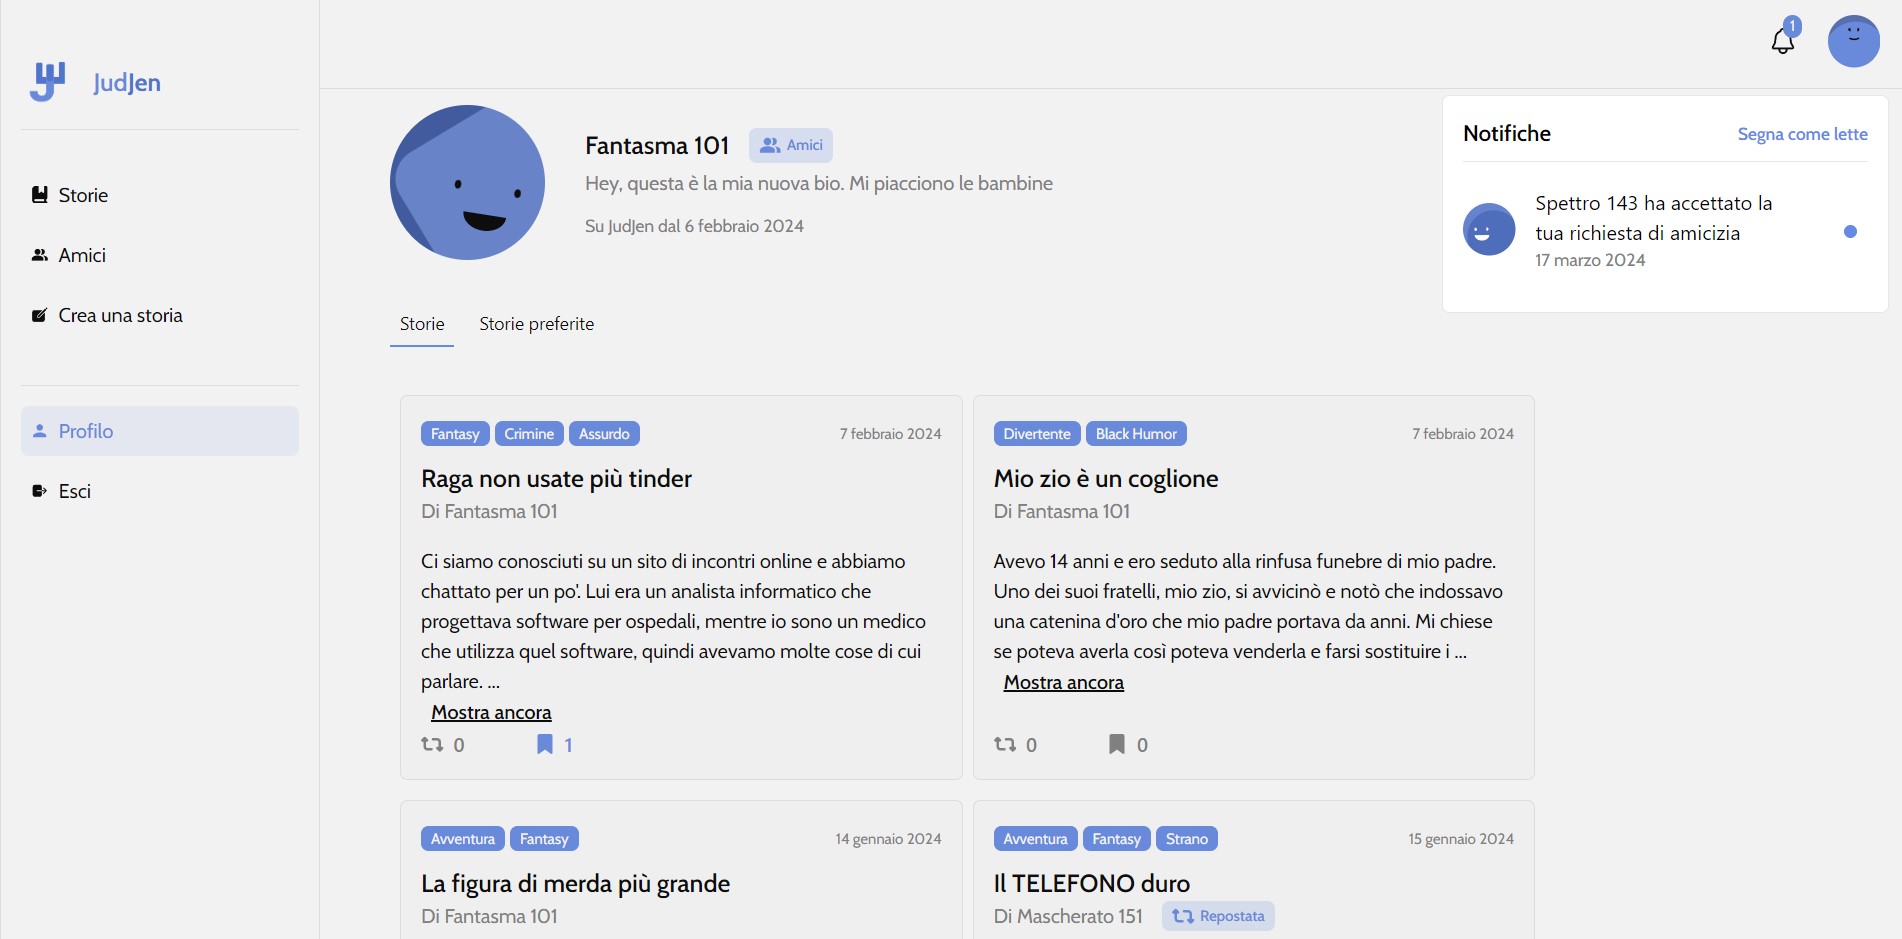 JudJen
Storie
Amici
Crea una storia
Profilo
Esci
1
Fantasma 101
Amici
Hey, questa è la mia nuova bio. Mi piacciono le bambine
Su JudJen dal 6 febbraio 2024
Notifiche
Segna come lette
Spettro 143 ha accettato la
tua richiesta di amicizia
17 marzo 2024
Storie
Storie preferite
Fantasy
Crimine
Assurdo
7 febbraio 2024
Raga non usate più tinder
Di Fantasma 101
Ci siamo conosciuti su un sito di incontri online e abbiamo
chattato per un po'. Lui era un analista informatico che
progettava software per ospedali, mentre io sono un medico
che utilizza quel software, quindi avevamo molte cose di cui
parlare. ...
Mostra ancora
0
1
Divertente
Black Humor
7 febbraio 2024
Mio zio è un coglione
Di Fantasma 101
Avevo 14 anni e ero seduto alla rinfusa funebre di mio padre.
Uno dei suoi fratelli, mio zio, si avvicinò e notò che indossavo
una catenina d'oro che mio padre portava da anni. Mi chiese
se poteva averla così poteva venderla e farsi sostituire i ...
Mostra ancora
0
0
Avventura
Fantasy
14 gennaio 2024
La figura di merda più grande
Di Fantasma 101
Avventura
Fantasy
Strano
15 gennaio 2024
Il TELEFONO duro
Di Mascherato 151
Repostata